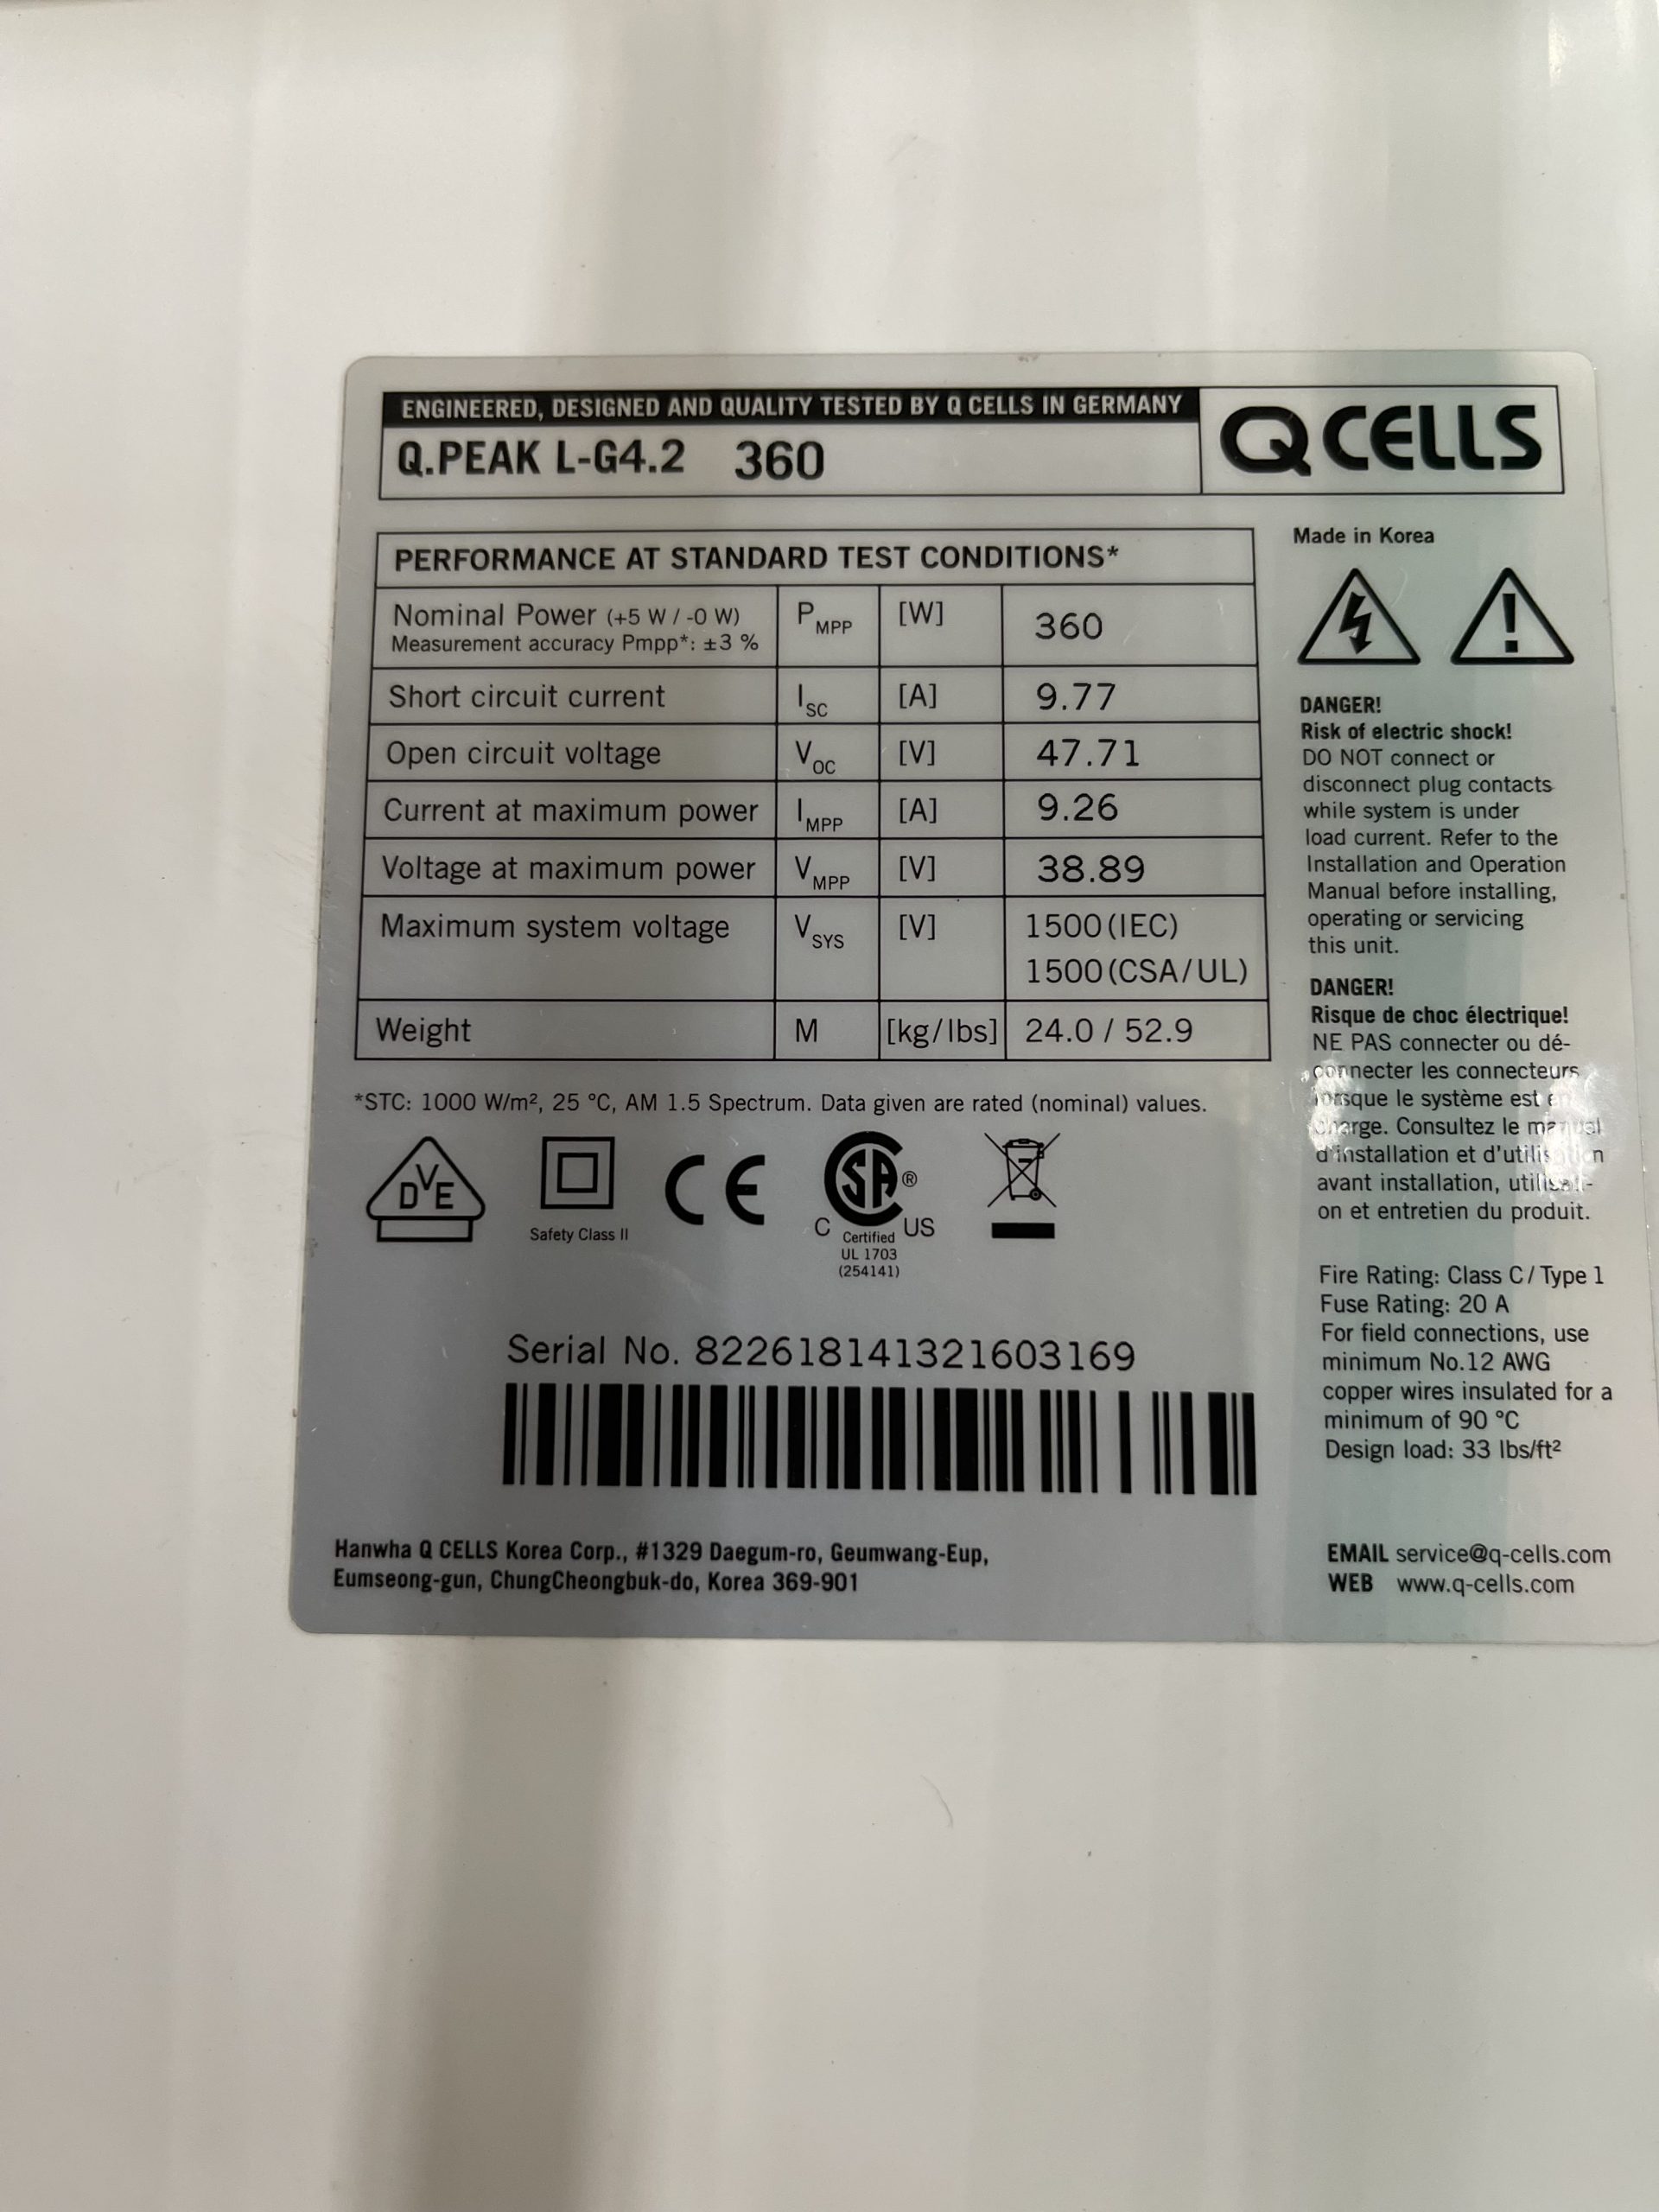 ENGINEERED, DESIGNED AND QUALITY TESTED BY Q CELLS IN GERMANY
Q.PEAK L-G4.2 360
Q CELLS
PERFORMANCE AT STANDARD TEST CONDITIONS*
Nominal Power (+5 W / -0 W) P MPP [W] 360
Measurement accuracy Pmpp*: ±3 %
Short circuit current I SC [A] 9.77
Open circuit voltage V OC [V] 47.71
Current at maximum power I MPP [A] 9.26
Voltage at maximum power V MPP [V] 38.89
Maximum system voltage V SYS [V] 1500(IEC)
1500(CSA/UL)
Weight M [kg/lbs] 24.0 / 52.9
*STC: 1000 W/m², 25 °C, AM 1.5 Spectrum. Data given are rated (nominal) values.
DVE
Safety Class II
CE
SA®
C US
Certified
UL 1703
(254141)
Serial No. 822618141321603169
Hanwha Q CELLS Korea Corp., #1329 Daegum-ro, Geumwang-Eup,
Eumseong-gun, ChungCheongbuk-do, Korea 369-901
Made in Korea
DANGER!
Risk of electric shock!
DO NOT connect or
disconnect plug contacts
while system is under
load current. Refer to the
Installation and Operation
Manual before installing,
operating or servicing
this unit.
DANGER!
Risque de choc électrique!
NE PAS connecter ou dé-
connecter les connecteurs
lorsque le système est en
charge. Consultez le manuel
d'installation et d'utilisation
avant installation, utilisati-
on et entretien du produit.
Fire Rating: Class C / Type 1
Fuse Rating: 20 A
For field connections, use
minimum No.12 AWG
copper wires insulated for a
minimum of 90 °C
Design load: 33 lbs/ft²
EMAIL service@q-cells.com
WEB www.q-cells.com